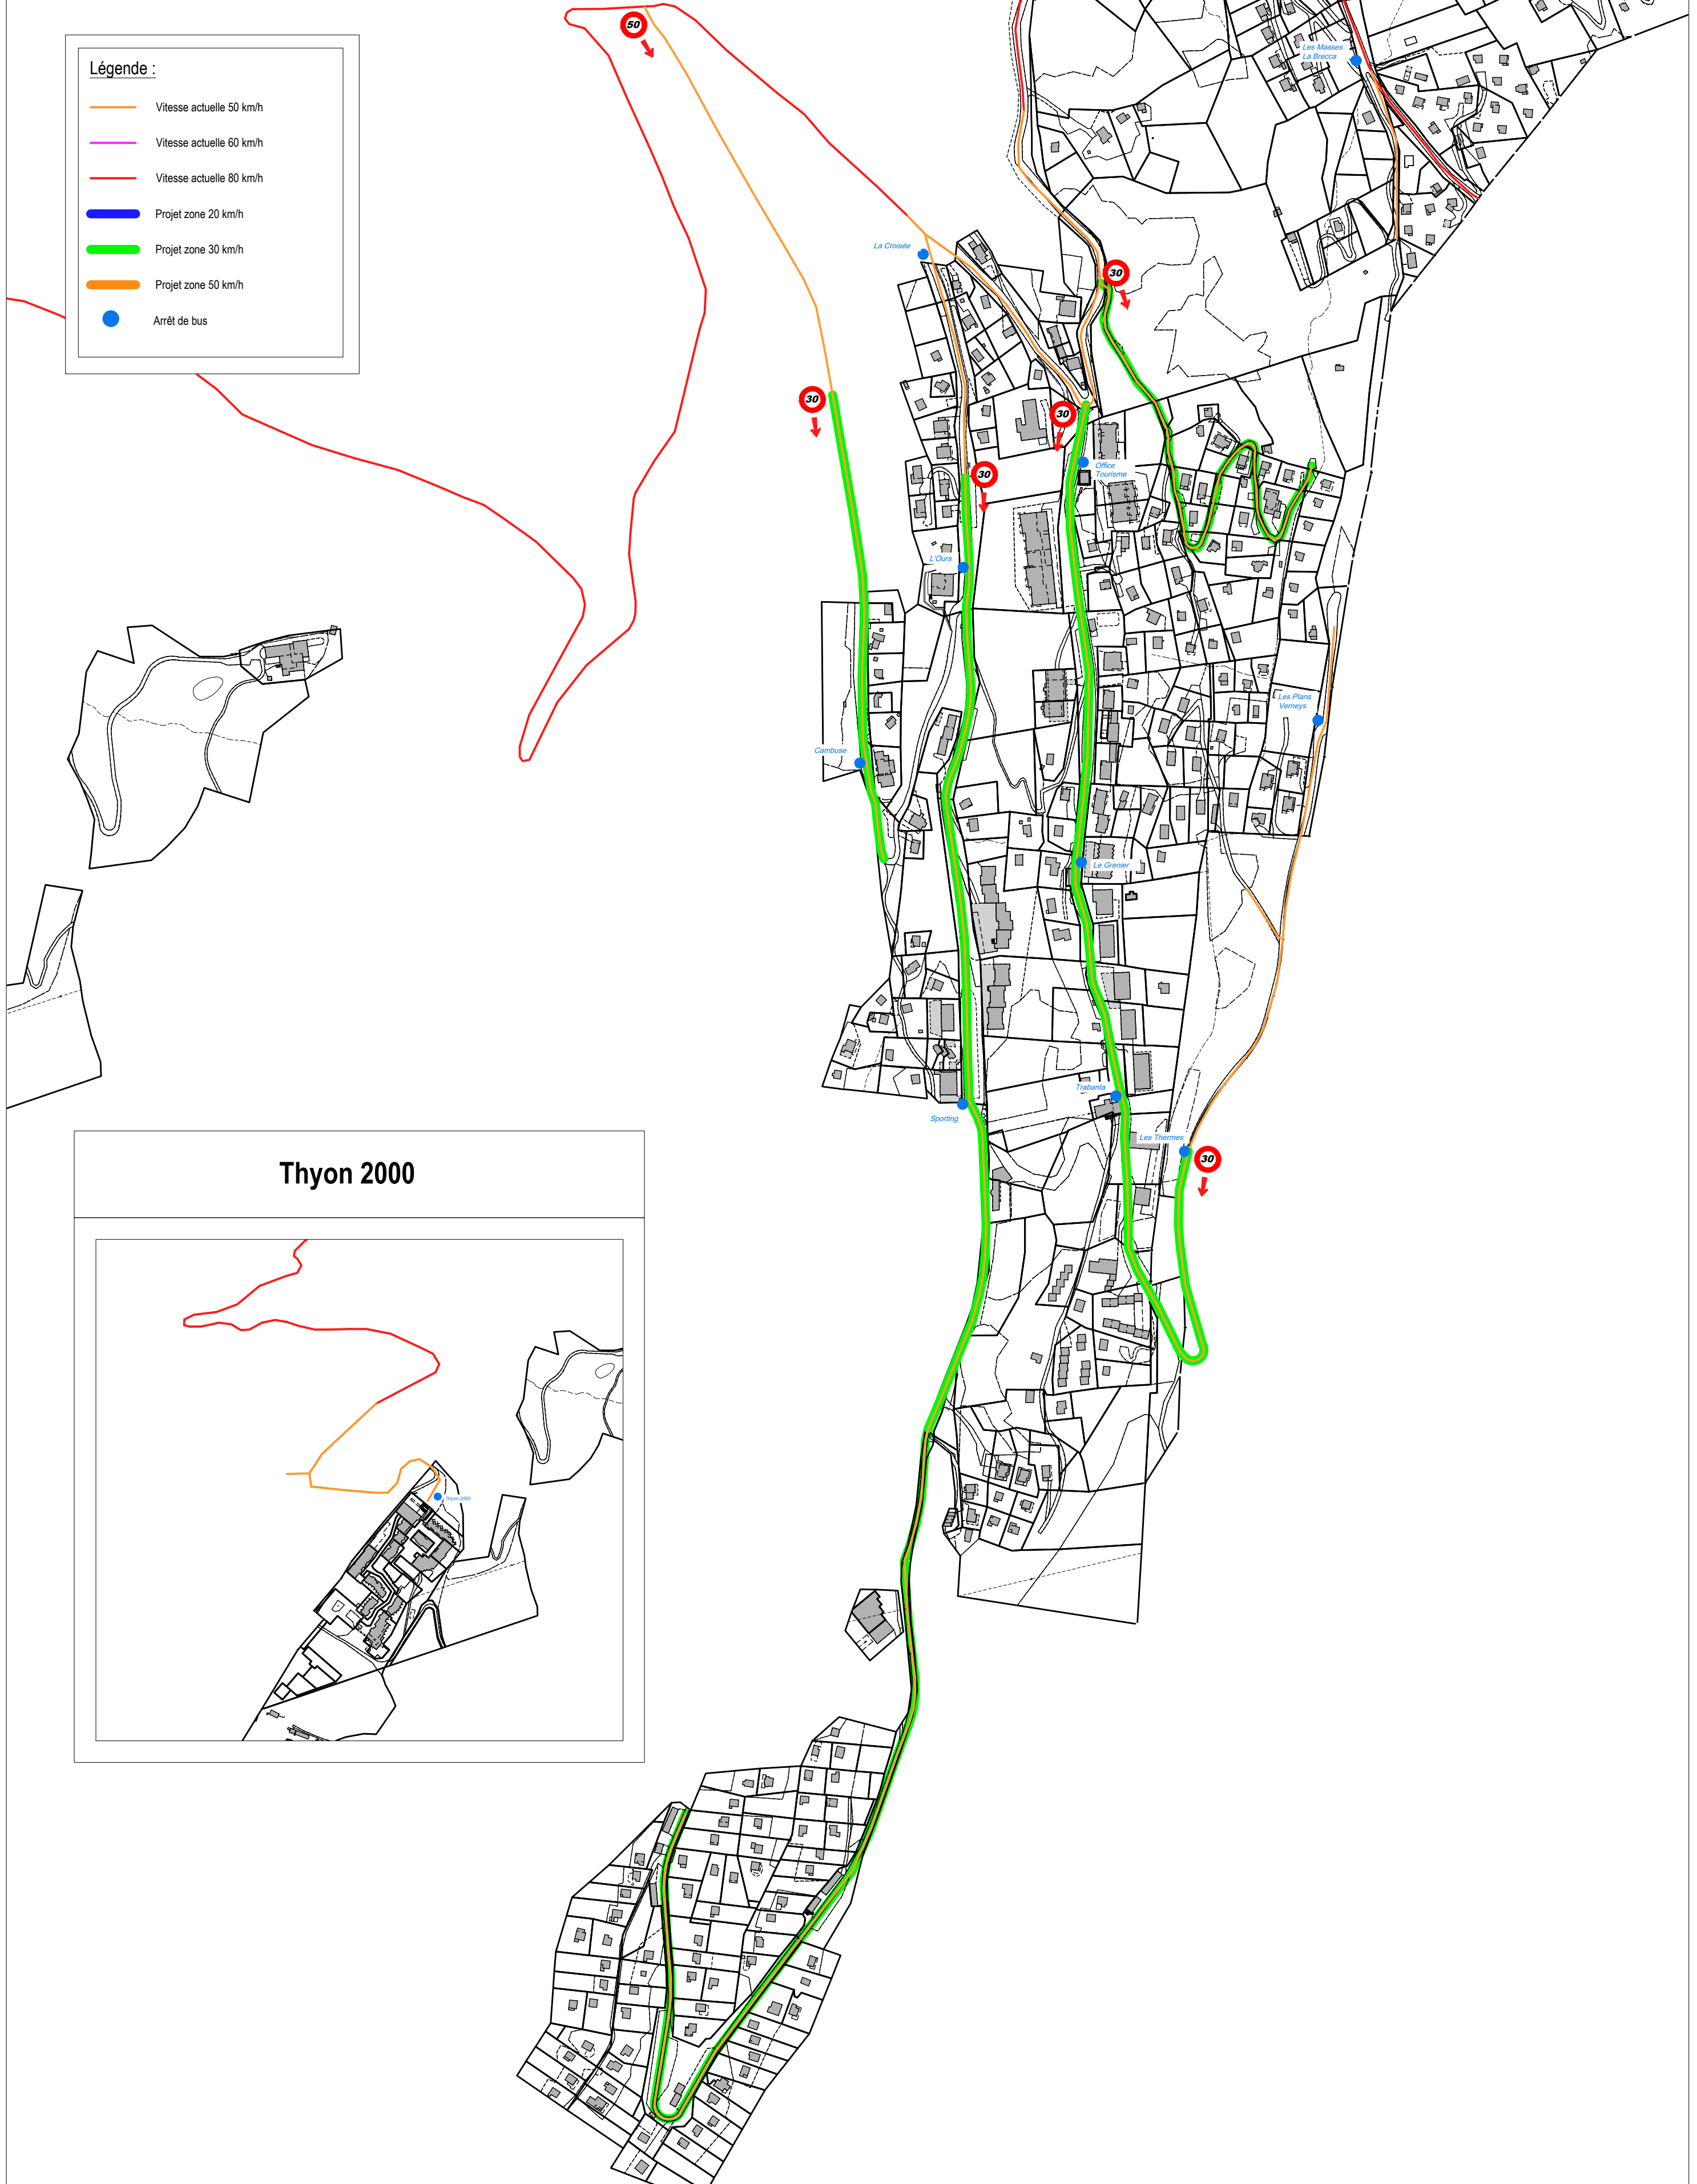 50
Les Masses
La Brecca
Légende :
Vitesse actuelle 50 km/h
Vitesse actuelle 60 km/h
Vitesse actuelle 80 km/h
Projet zone 20 km/h
Projet zone 30 km/h
Projet zone 50 km/h
Arrêt de bus
La Croisée
30
30
30
Office
Tourisme
30
L'Ours
Les Plans
Verneys
Cambuse
Le Grenier
Trabanta
Sporting
Les Thermes
30
Thyon 2000
Thyon 2000